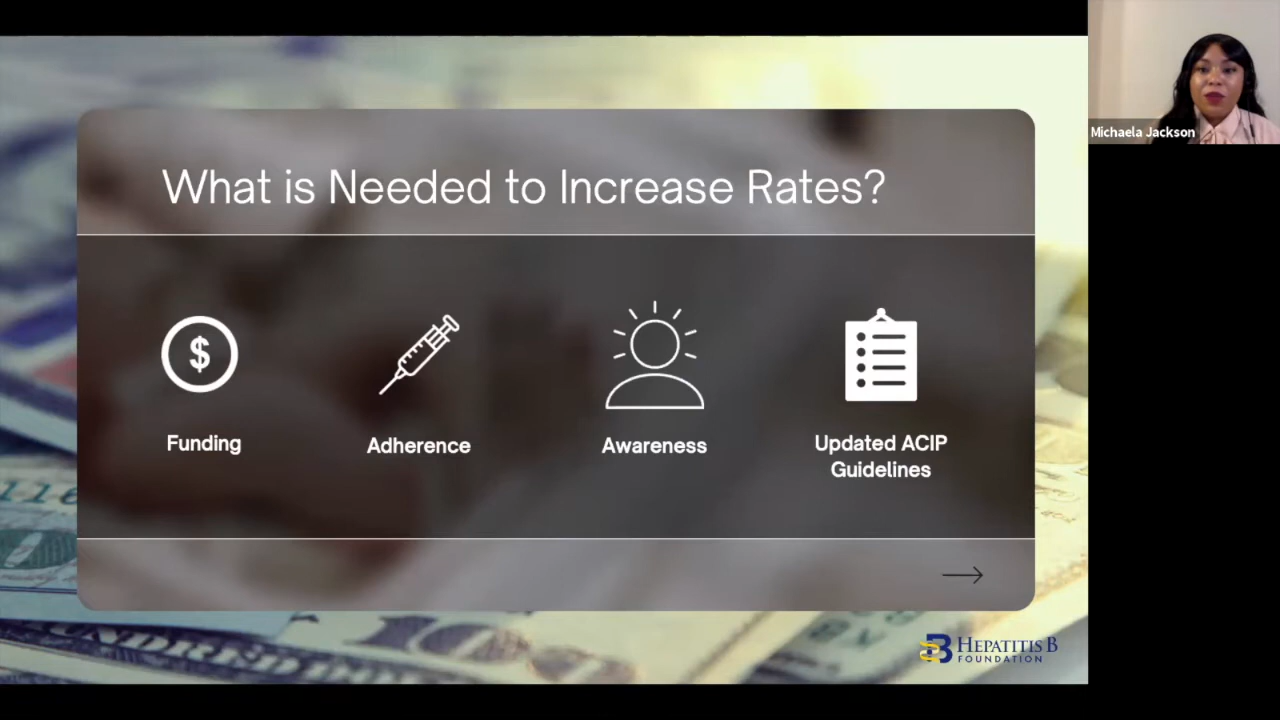 What is Needed to Increase Rates?
$
Funding
Adherence
Awareness
Updated ACIP
Guidelines
HEPATITIS B
FOUNDATION
Michaela Jackson